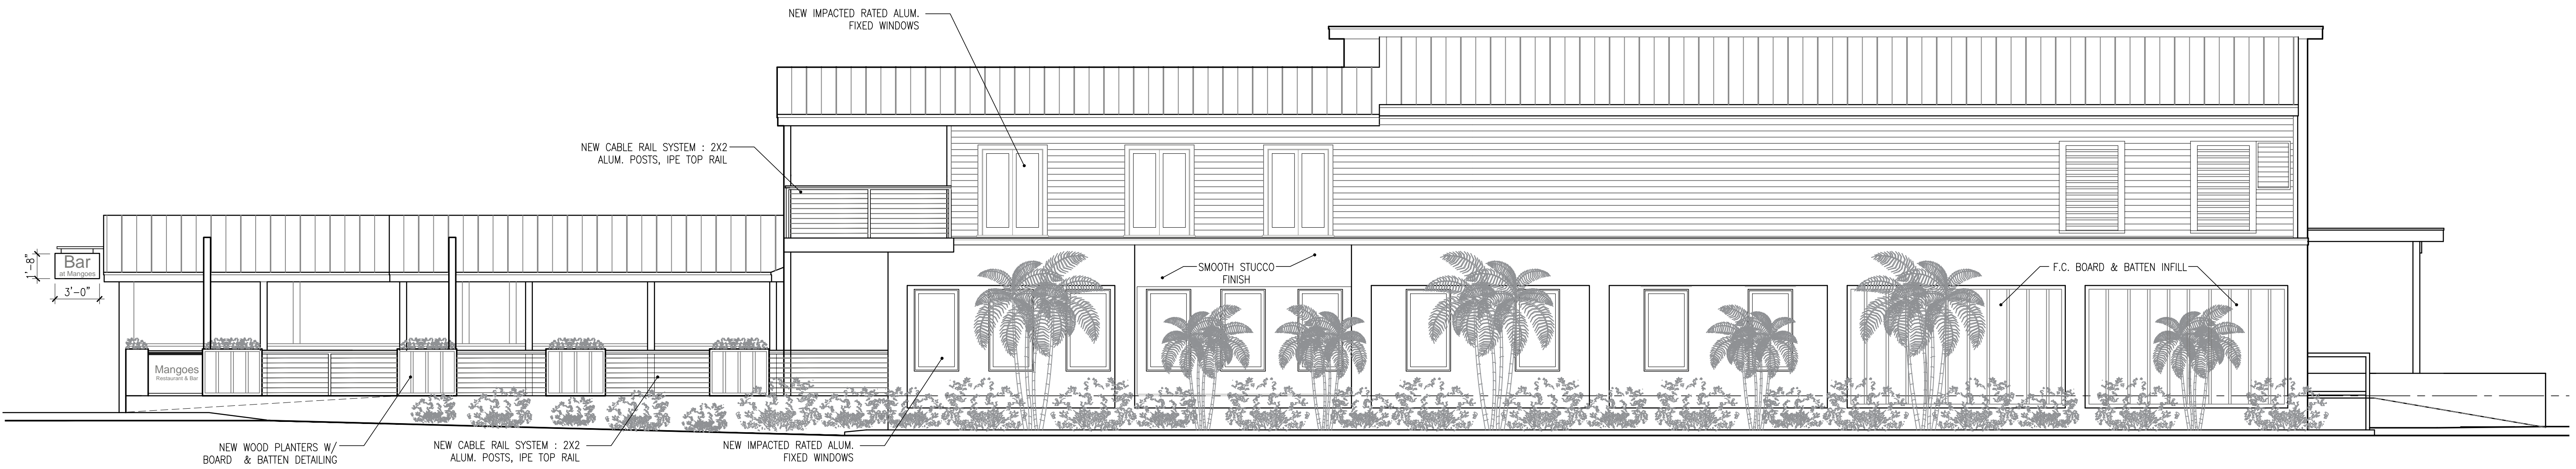 NEW IMPACTED RATED ALUM.
FIXED WINDOWS
NEW CABLE RAIL SYSTEM : 2X2
ALUM. POSTS, IPE TOP RAIL
1'-8"
Bar
at Mangoes
3'-0"
SMOOTH STUCCO
FINISH
F.C. BOARD & BATTEN INFILL
Mangoes
Restaurant & Bar
NEW WOOD PLANTERS W/
BOARD & BATTEN DETAILING
NEW CABLE RAIL SYSTEM : 2X2
ALUM. POSTS, IPE TOP RAIL
NEW IMPACTED RATED ALUM.
FIXED WINDOWS